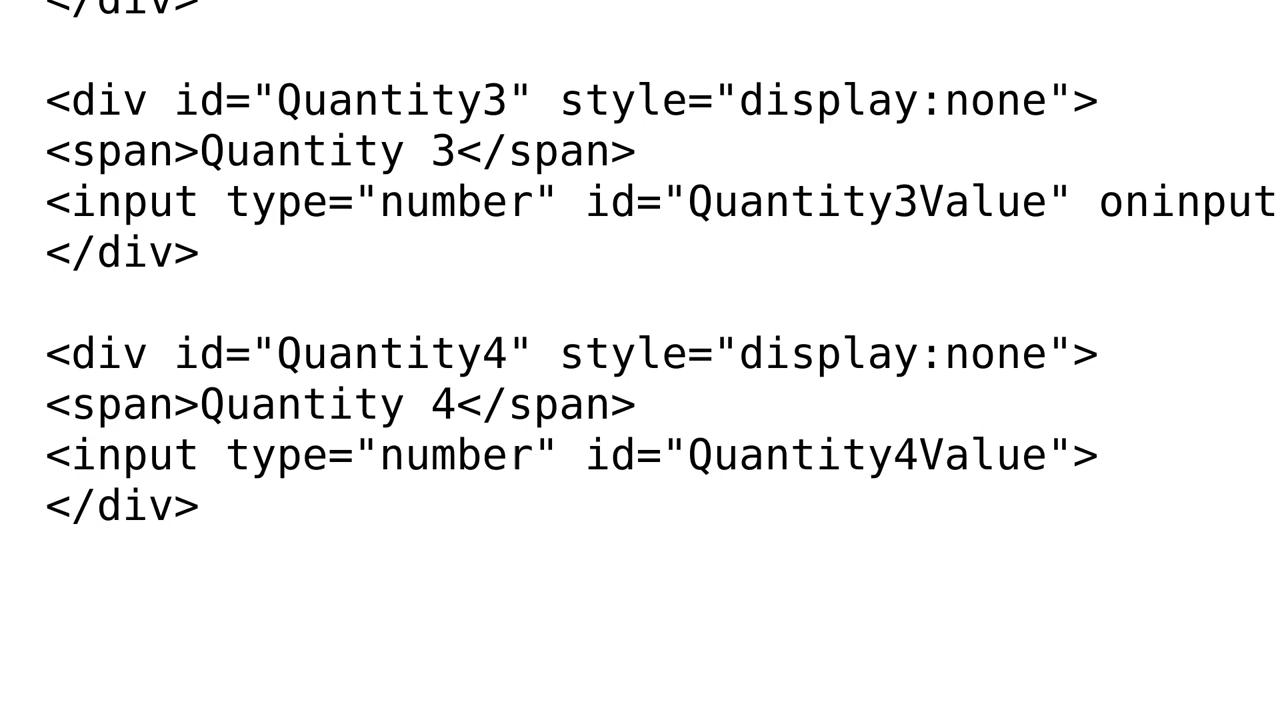 </div>
<div id="Quantity3" style="display:none">
<span>Quantity 3</span>
<input type="number" id="Quantity3Value" oninput
</div>
<div id="Quantity4" style="display:none">
<span>Quantity 4</span>
<input type="number" id="Quantity4Value">
</div>